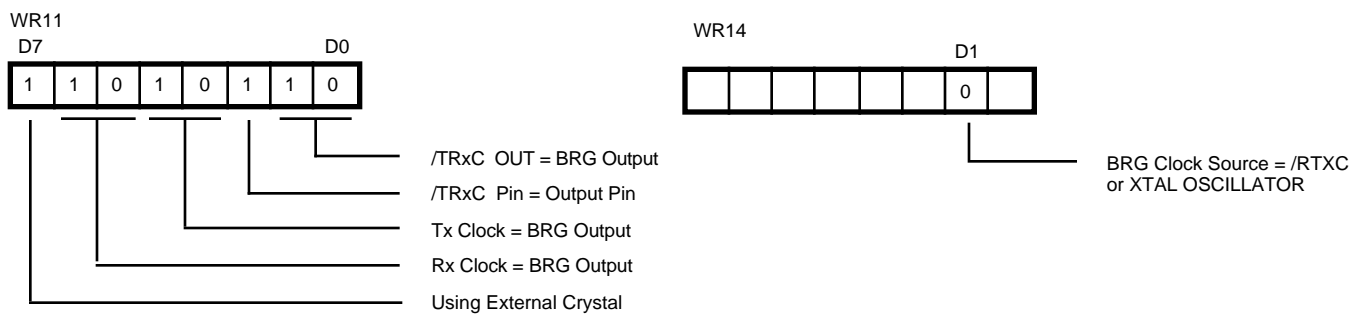 WR11
D7 D0
1 1 0 1 0 1 1 0
/TRxC OUT = BRG Output
/TRxC Pin = Output Pin
Tx Clock = BRG Output
Rx Clock = BRG Output
Using External Crystal
WR14
D1
0
BRG Clock Source = /RTXC
or XTAL OSCILLATOR